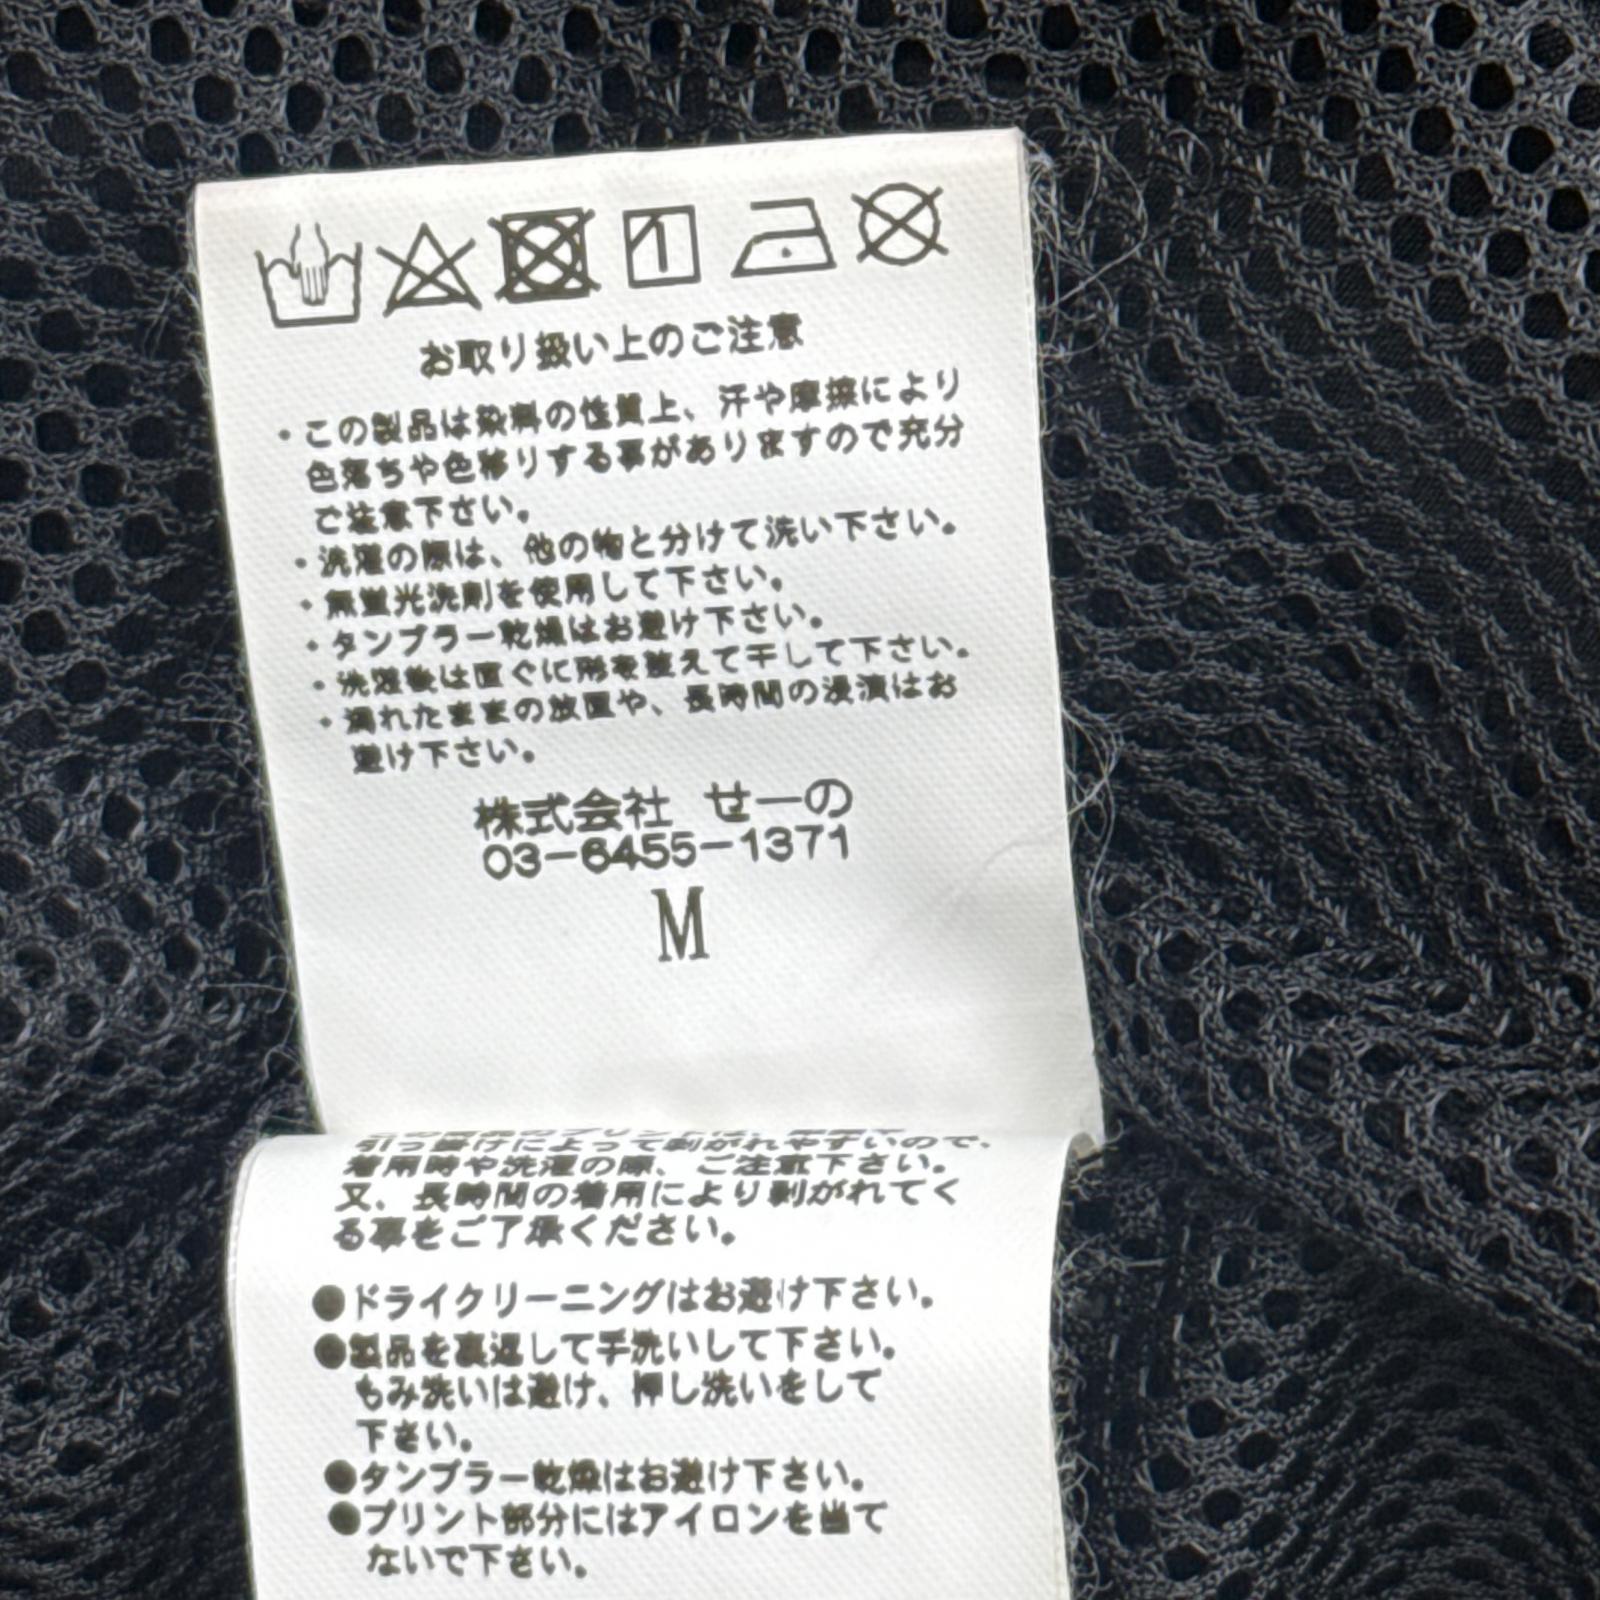 お取り扱い上のご注意
・この製品は染料の性質上、汗や摩擦により
色落ちや色移りする事がありますので充分
ご注意下さい。
・洗濯の際は、他の物と分けて洗い下さい。
・無蛍光洗剤を使用して下さい。
・タンブラー乾燥はお避け下さい。
・洗濯後は直ぐに形を整えて干して下さい。
・濡れたままの放置や、長時間の浸漬はお
避け下さい。
株式会社 せーの
03-6455-1371
M
引っ掛けによって剥がれやすいので、
着用時や洗濯の際、ご注意下さい。
又、長時間の着用により剥がれてく
る事をご了承ください。
●ドライクリーニングはお避け下さい。
●製品を裏返して手洗いして下さい。
もみ洗いは避け、押し洗いをして
下さい。
●タンブラー乾燥はお避け下さい。
●プリント部分にはアイロンを当て
ないで下さい。